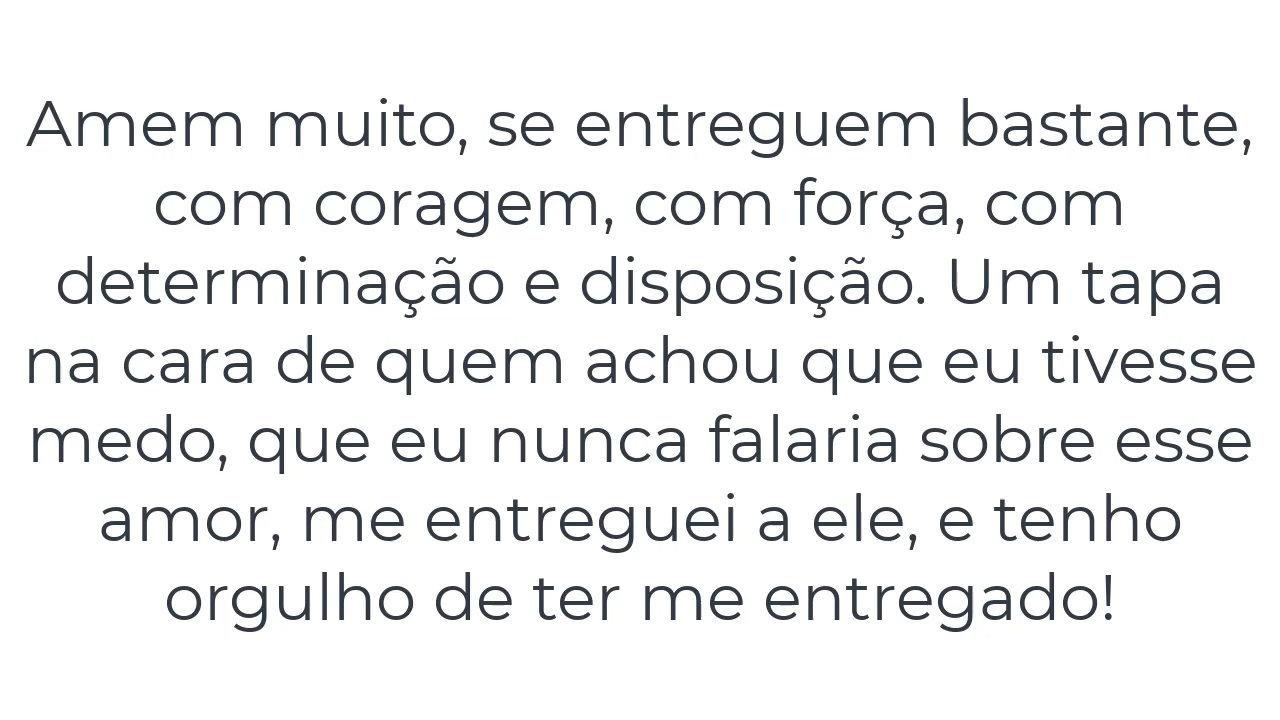 Amem muito, se entreguem bastante,
com coragem, com força, com
determinação e disposição. Um tapa
na cara de quem achou que eu tivesse
medo, que eu nunca falaria sobre esse
amor, me entreguei a ele, e tenho
orgulho de ter me entregado!